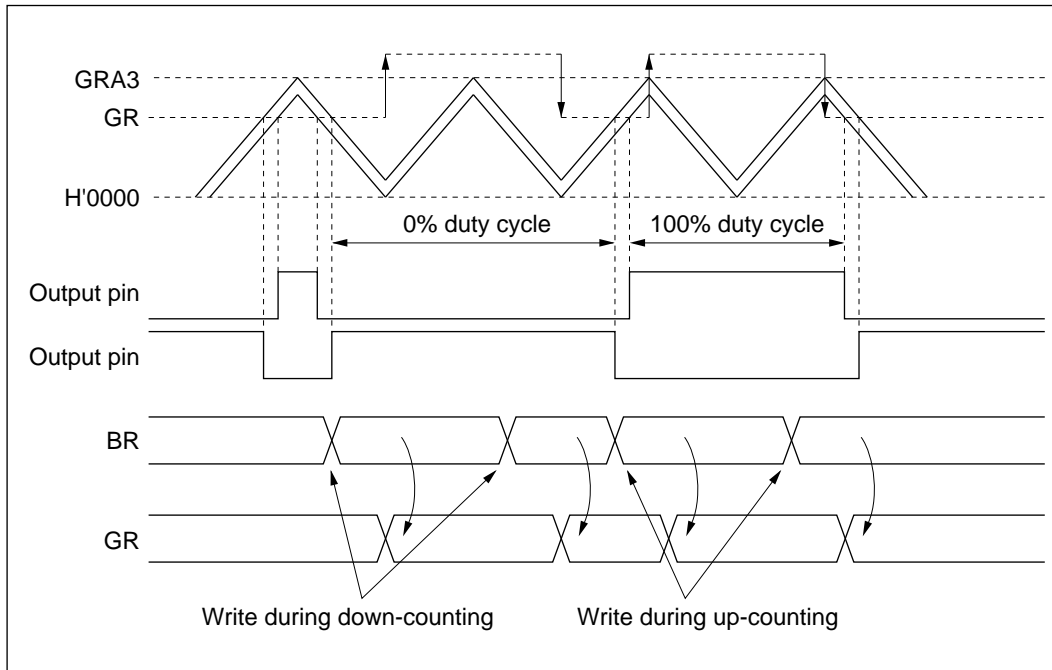 GRA3
GR
H'0000
0% duty cycle
100% duty cycle
Output pin
Output pin
BR
GR
Write during down-counting
Write during up-counting